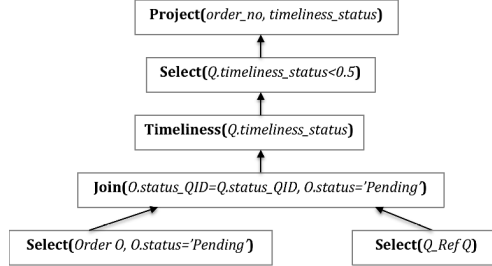 Project(order_no, timeliness_status)
Select(Q.timeliness_status<0.5)
Timeliness(Q.timeliness_status)
Join(O.status_QID=Q.status_QID, O.status='Pending')
Select(Order O, O.status='Pending')
Select(Q_Ref Q)